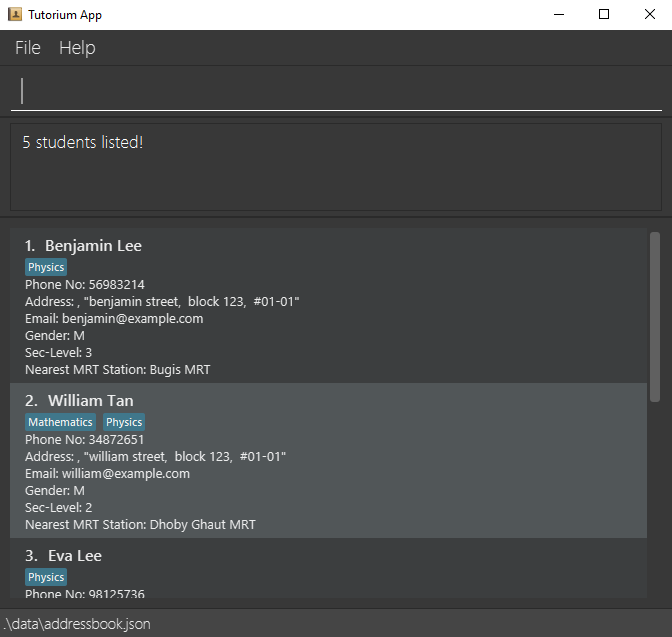 Tutorium App
File Help
5 students listed!
1. Benjamin Lee
Physics
Phone No: 56983214
Address: , "benjamin street, block 123, #01-01"
Email: benjamin@example.com
Gender: M
Sec-Level: 3
Nearest MRT Station: Bugis MRT
2. William Tan
Mathematics Physics
Phone No: 34872651
Address: , "william street, block 123, #01-01"
Email: william@example.com
Gender: M
Sec-Level: 2
Nearest MRT Station: Dhoby Ghaut MRT
3. Eva Lee
Physics
Phone No: 98125736
.\data\addressbook.json